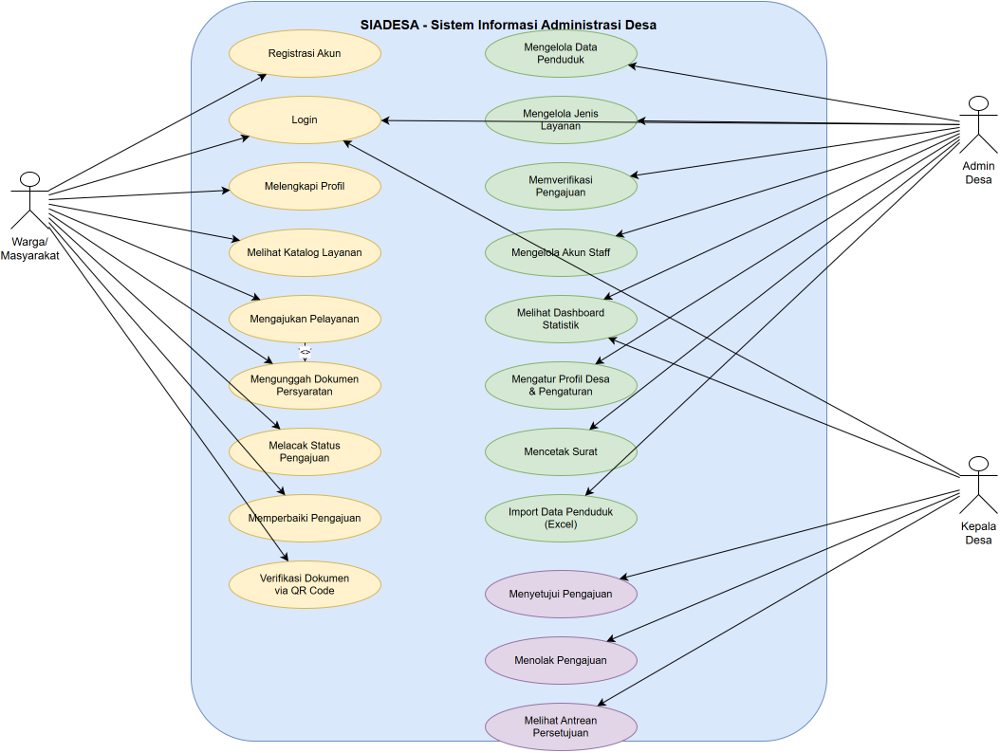 SIADESA - Sistem Informasi Administrasi Desa
Registrasi Akun
Login
Melengkapi Profil
Melihat Katalog Layanan
Mengajukan Pelayanan
<>
Mengunggah Dokumen
Persyaratan
Melacak Status
Pengajuan
Memperbaiki Pengajuan
Verifikasi Dokumen
via QR Code
Mengelola Data
Penduduk
Mengelola Jenis
Layanan
Memverifikasi
Pengajuan
Mengelola Akun Staff
Melihat Dashboard
Statistik
Mengatur Profil Desa
& Pengaturan
Mencetak Surat
Import Data Penduduk
(Excel)
Menyetujui Pengajuan
Menolak Pengajuan
Melihat Antrean
Persetujuan
Warga/
Masyarakat
Admin
Desa
Kepala
Desa